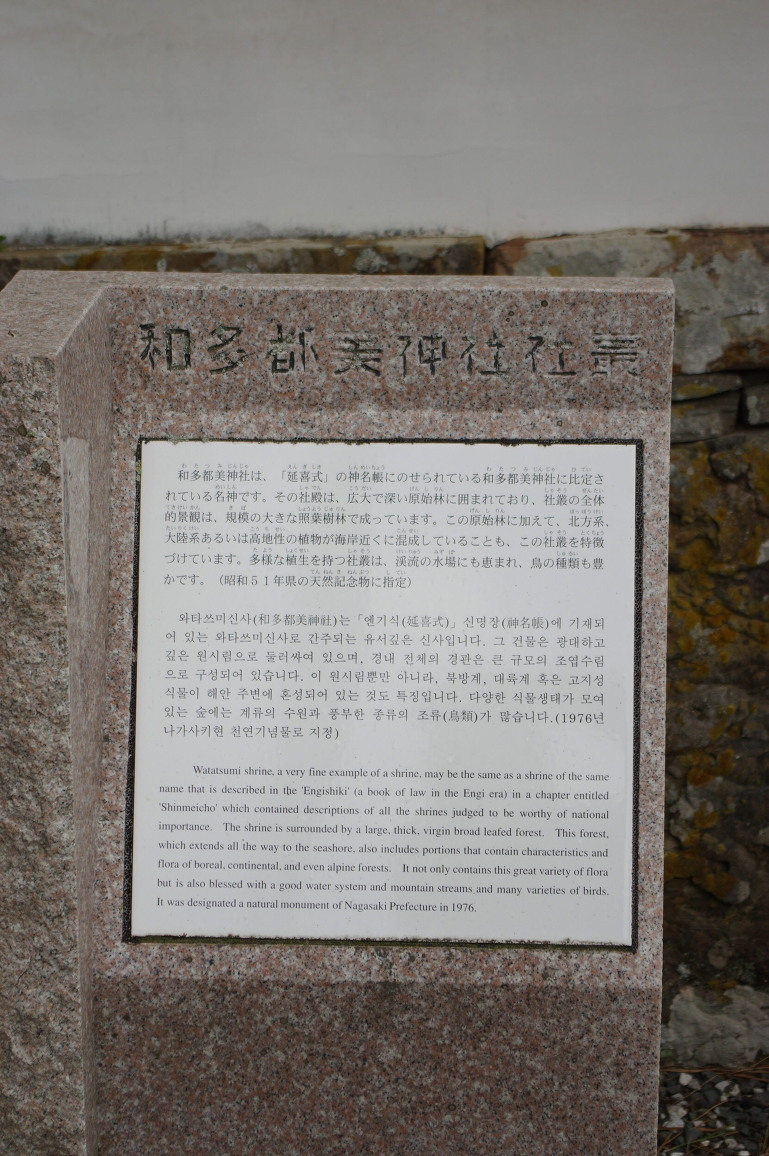 和多都美神社社叢
和多都美神社は、「延喜式」の神名帳にのせられている和多都美神社に比定さ
れている名神です。その社殿は、広大で深い原始林に囲まれており、社叢の全体
的景観は、規模の大きな照葉樹林で成っています。この原始林に加えて、北方系、
大陸系あるいは高地性の植物が海岸近くに混成していることも、この社叢を特徴
づけています。多様な植生を持つ社叢は、渓流の水場にも恵まれ、鳥の種類も豊
かです。（昭和５１年県の天然記念物に指定）
와타쯔미신사(和多都美神社)는「옌기식(延喜式)」신명장(神名帳)에 기재되
어 있는 와타쯔미신사로 간주되는 유서깊은 신사입니다. 그 건물은 광대하고
깊은 원시림으로 둘러싸여 있으며, 경내 전체의 경관은 큰 규모의 조엽수림
으로 구성되어 있습니다. 이 원시림뿐만 아니라, 북방계, 대륙계 혹은 고지성
식물이 해안 주변에 혼성되어 있는 것도 특징입니다. 다양한 식물생태가 모여
있는 숲에는 계류의 수원과 풍부한 종류의 조류(鳥類)가 많습니다.(1976년
나가사키현 천연기념물로 지정)
Watatsumi shrine, a very fine example of a shrine, may be the same as a shrine of the same
name that is described in the 'Engishiki' (a book of law in the Engi era) in a chapter entitled
'Shinmeicho' which contained descriptions of all the shrines judged to be worthy of national
importance. The shrine is surrounded by a large, thick, virgin broad leafed forest. This forest,
which extends all the way to the seashore, also includes portions that contain characteristics and
flora of boreal, continental, and even alpine forests. It not only contains this great variety of flora
but is also blessed with a good water system and mountain streams and many varieties of birds.
It was designated a natural monument of Nagasaki Prefecture in 1976.